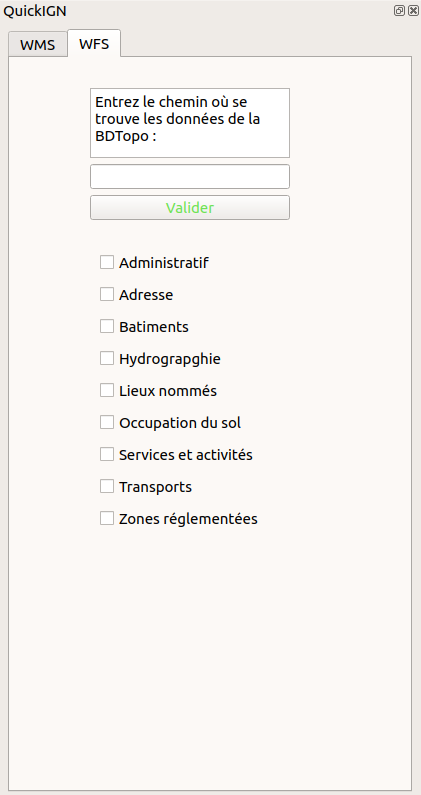 QuickIGN
WMS WFS
Entrez le chemin où se
trouve les données de la
BDTopo :
Valider
Administratif
Adresse
Batiments
Hydrograpghie
Lieux nommés
Occupation du sol
Services et activités
Transports
Zones réglementées